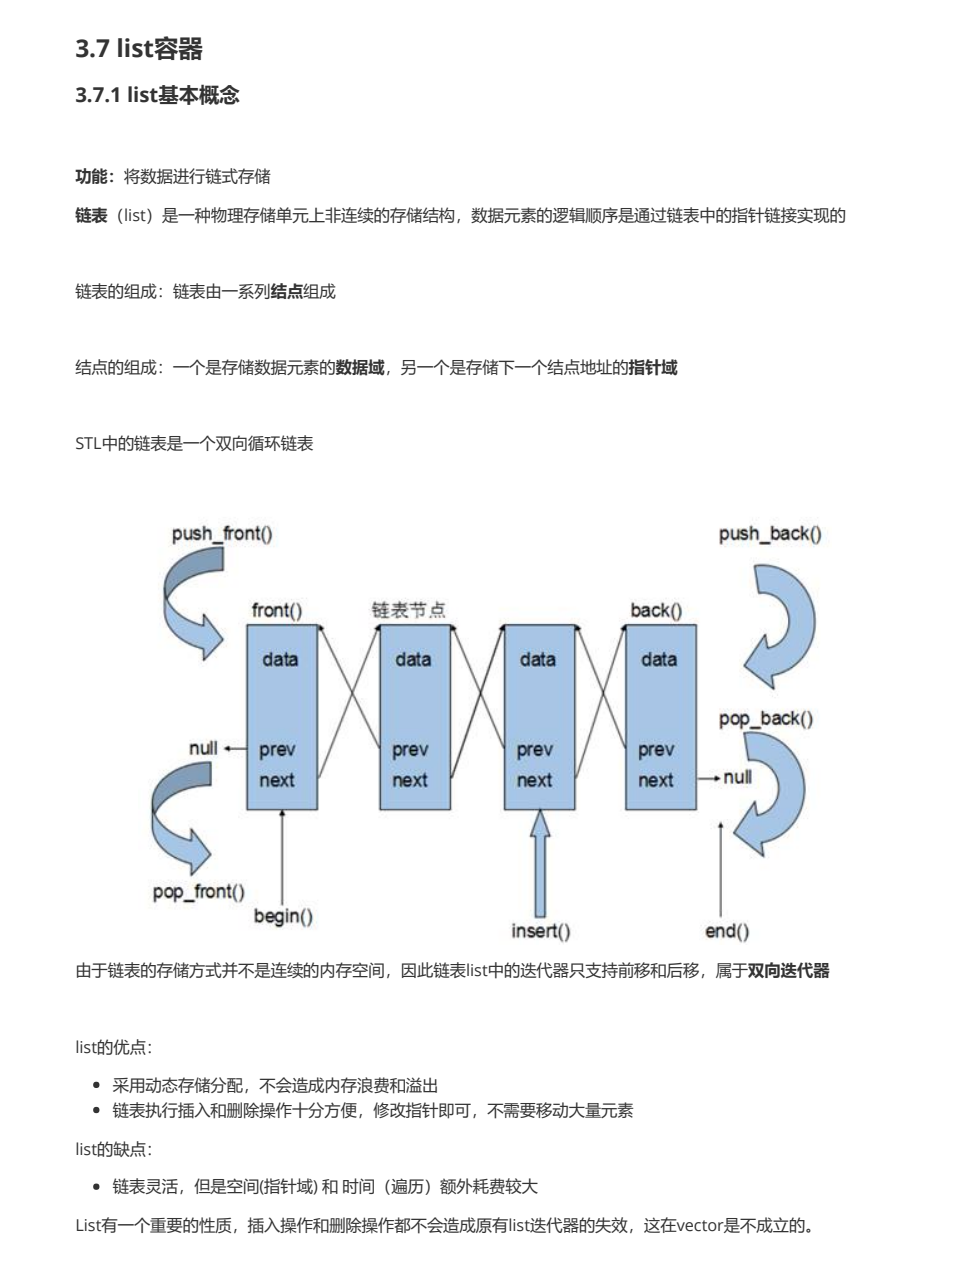 3.7 list容器
3.7.1 list基本概念
功能：将数据进行链式存储
链表（list）是一种物理存储单元上非连续的存储结构，数据元素的逻辑顺序是通过链表中的指针链接实现的
链表的组成：链表由一系列结点组成
结点的组成：一个是存储数据元素的数据域，另一个是存储下一个结点地址的指针域
STL中的链表是一个双向循环链表
push_front() push_back()
front() 链表节点 back()
data data data data
pop_back()
null prev prev prev prev
next next next next null
pop_front()
begin()
insert() end()
由于链表的存储方式并不是连续的内存空间，因此链表list中的迭代器只支持前移和后移，属于双向迭代器
list的优点：
• 采用动态存储分配，不会造成内存浪费和溢出
• 链表执行插入和删除操作十分方便，修改指针即可，不需要移动大量元素
list的缺点：
• 链表灵活，但是空间(指针域) 和 时间（遍历）额外耗费较大
List有一个重要的性质，插入操作和删除操作都不会造成原有list迭代器的失效，这在vector是不成立的。